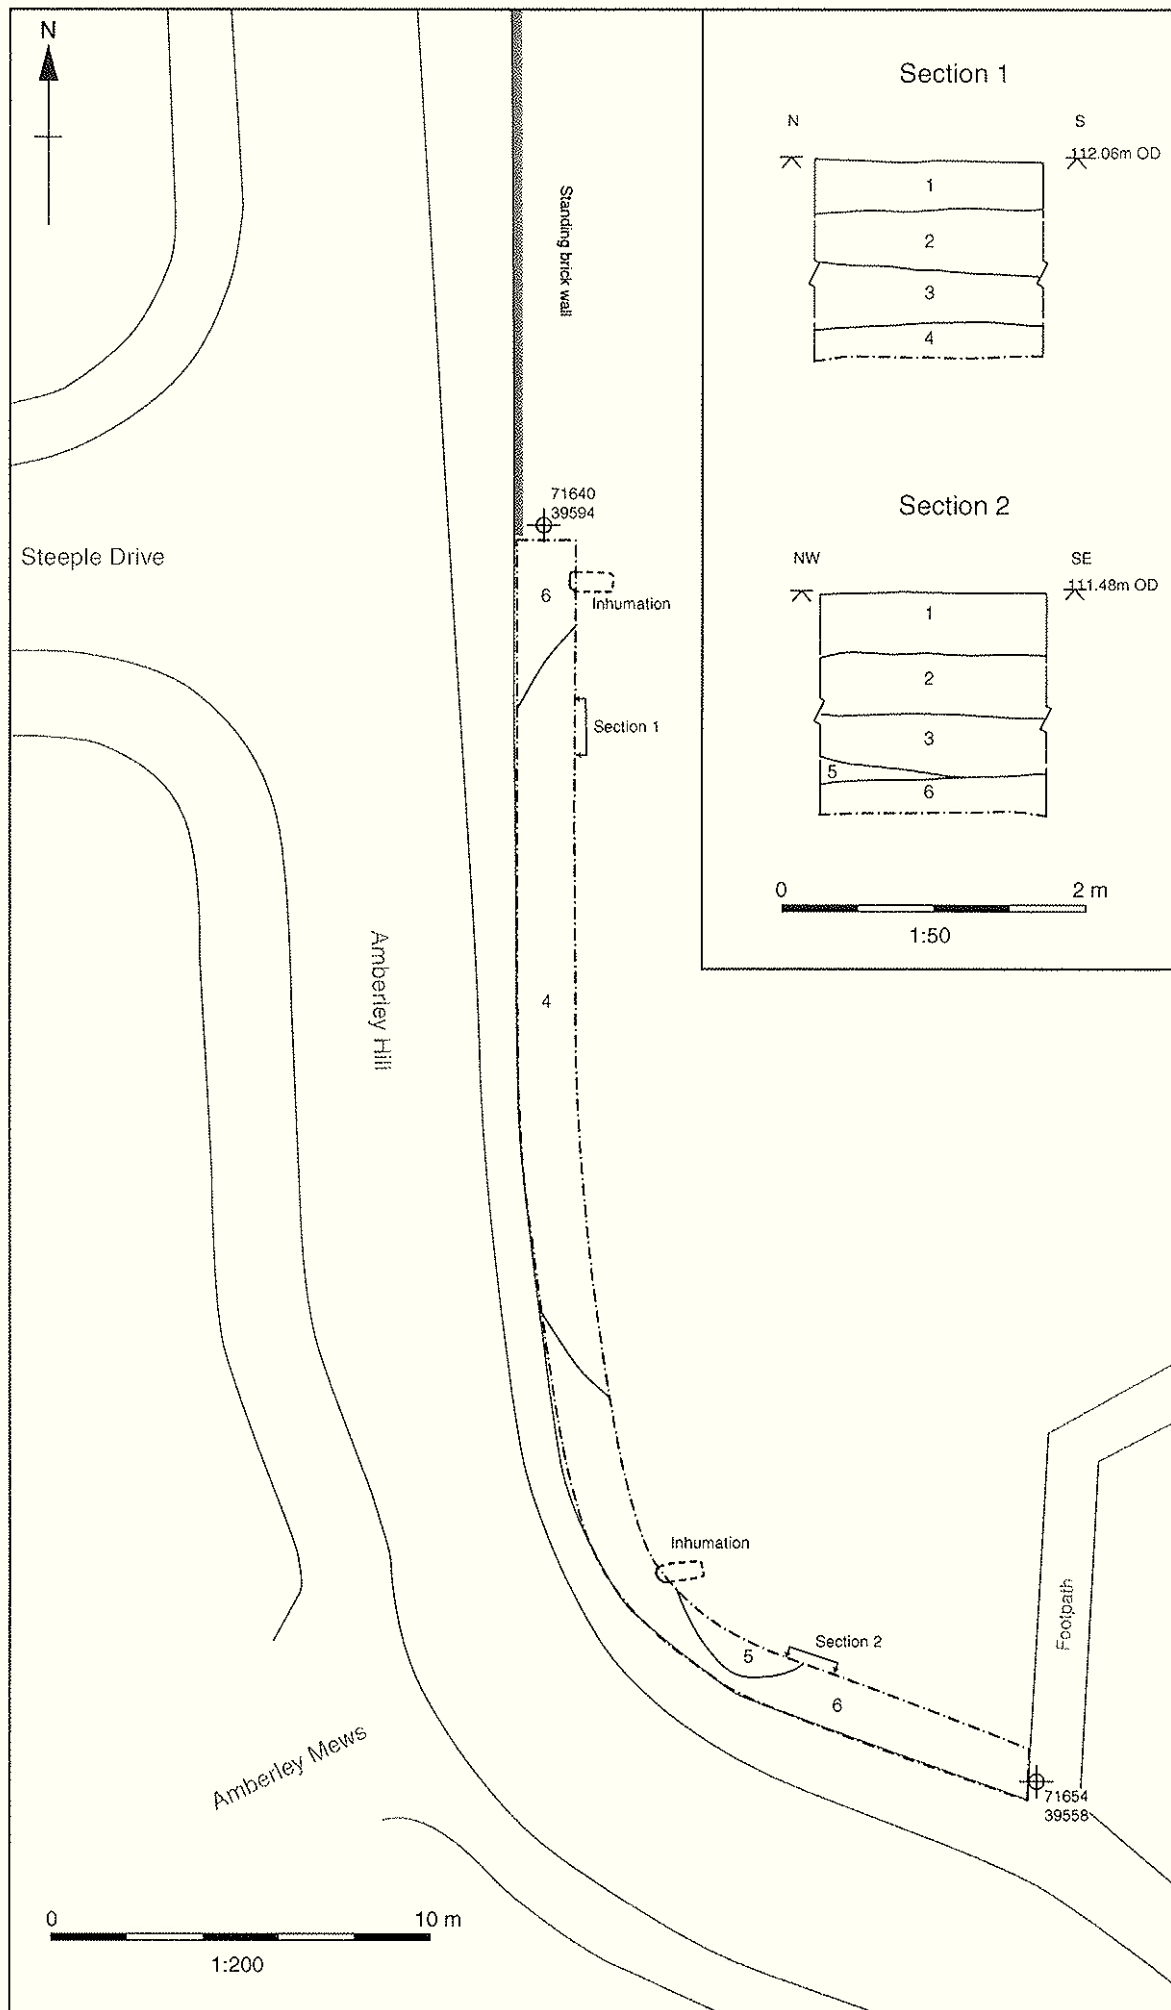 N
Standing brick wall
71640
39594
Steeple Drive
6
Inhumation
Section 1
4
Amberley Hill
Inhumation
Section 2
5
6
Footpath
Amberley Mews
71654
39558
0 10 m
1:200
Section 1
N S
112.06m OD
1
2
3
4
Section 2
NW SE
111.48m OD
1
2
3
5
6
0 2 m
1:50